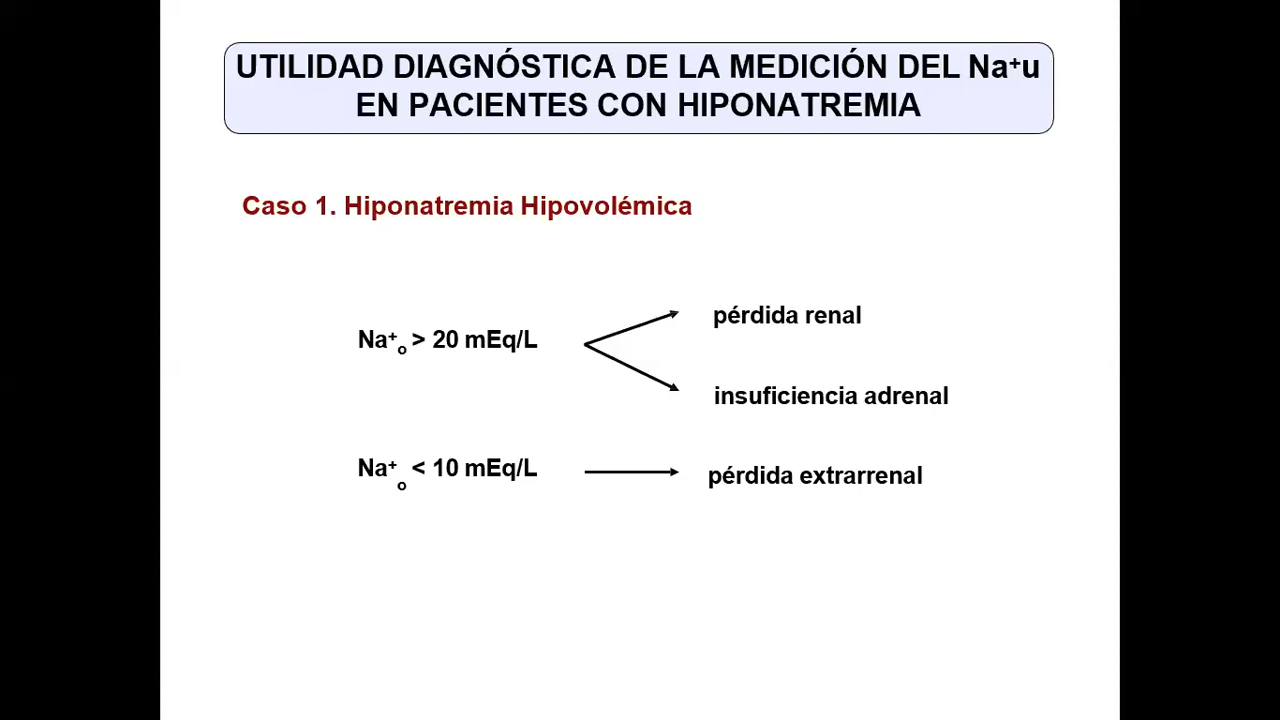 UTILIDAD DIAGNÓSTICA DE LA MEDICIÓN DEL Na⁺u
EN PACIENTES CON HIPONATREMIA
Caso 1. Hiponatremia Hipovolémica
pérdida renal
Na⁺ₒ > 20 mEq/L
insuficiencia adrenal
Na⁺ₒ < 10 mEq/L
pérdida extrarrenal